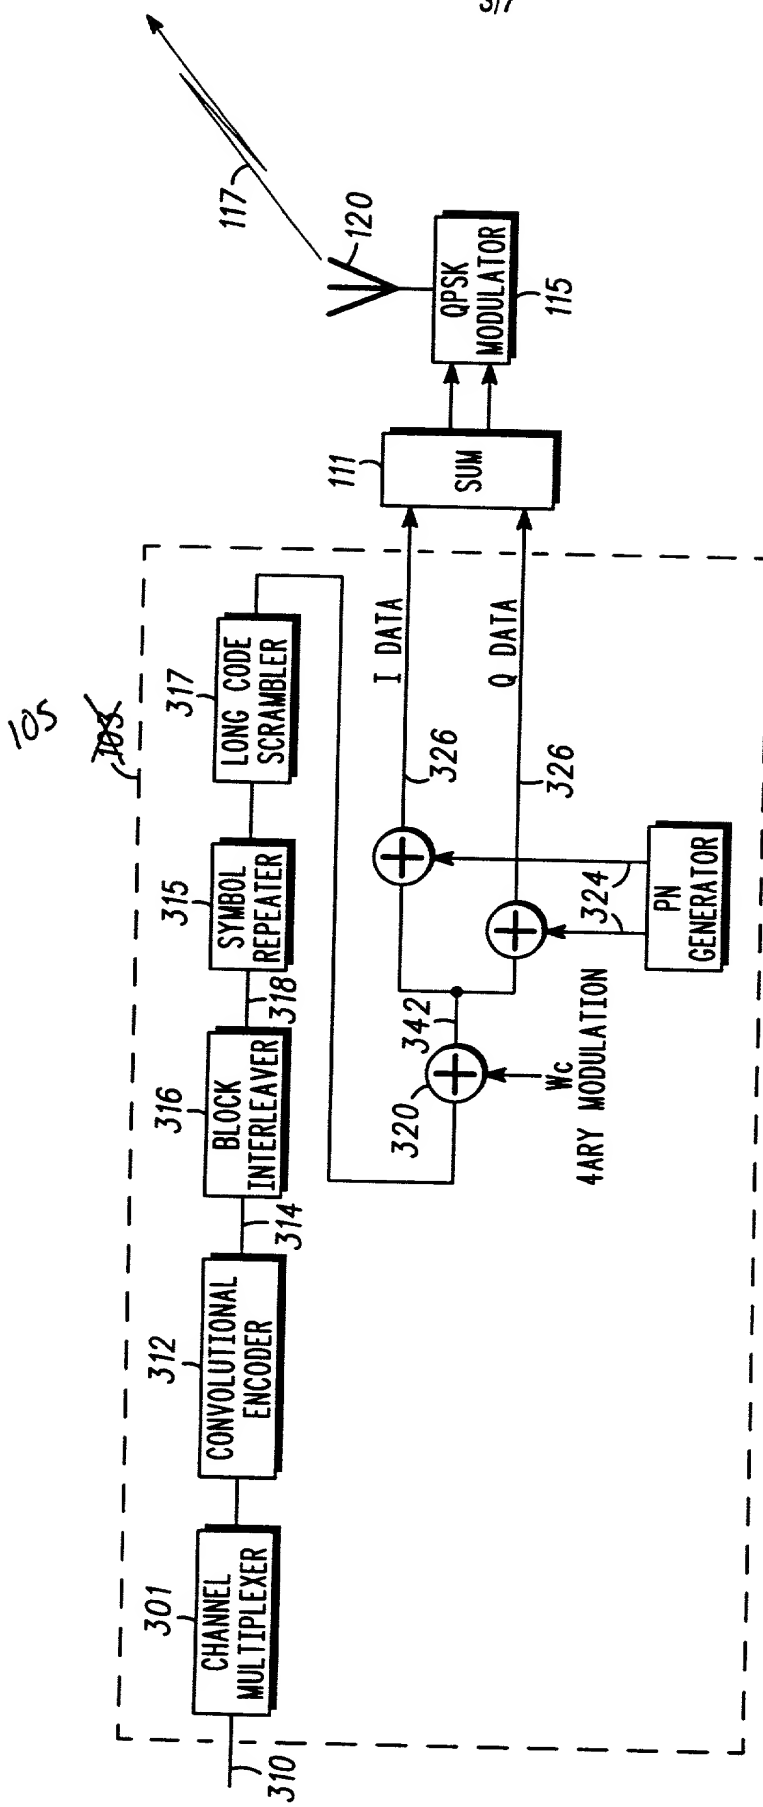 3/7
105
103
310
301
CHANNEL
MULTIPLEXER
312
CONVOLUTIONAL
ENCODER
314
316
BLOCK
INTERLEAVER
318
315
SYMBOL
REPEATER
317
LONG CODE
SCRAMBLER
320
342
Wc
4ARY MODULATION
324
PN
GENERATOR
326
I DATA
326
Q DATA
111
SUM
QPSK
MODULATOR
115
120
117